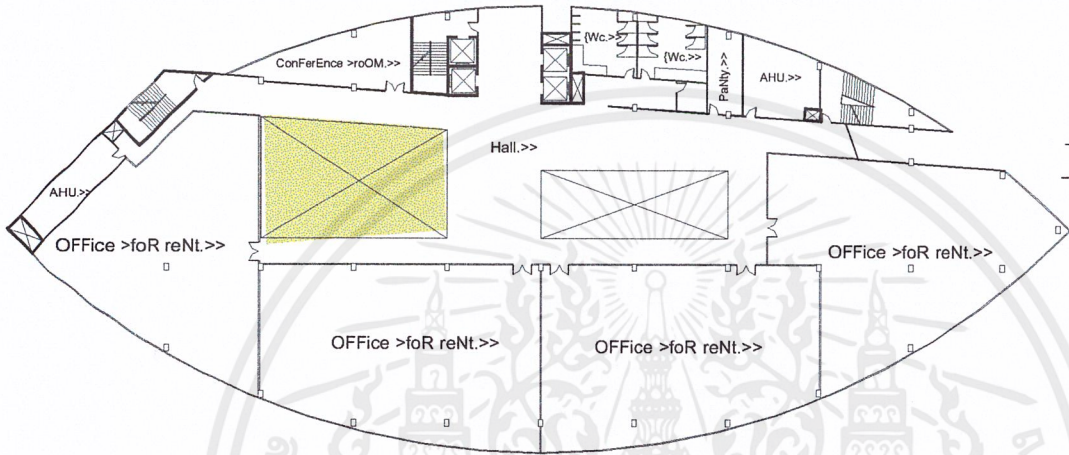 {Wc.>>
{Wc.>>
ConFerEnce >roOM.>>
PaNty.>>
AHU.>>
Hall.>>
AHU.>>
OFFice >foR reNt.>>
OFFice >foR reNt.>>
OFFice >foR reNt.>>
OFFice >foR reNt.>>